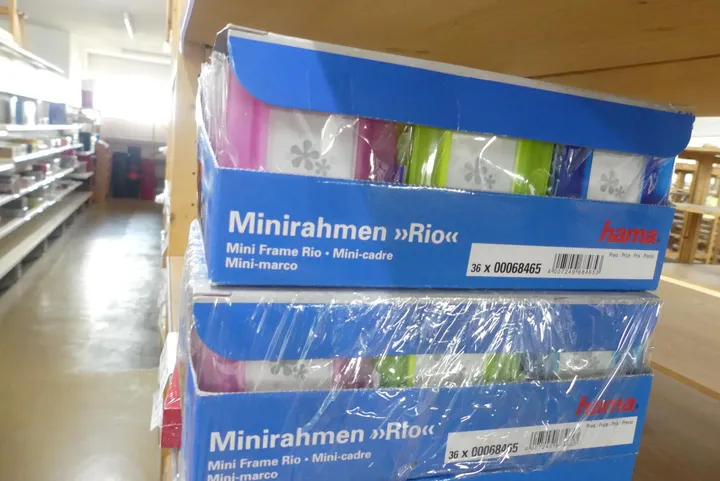 Minirahmen »Rio«
hama
Mini Frame Rio • Mini-cadre
Mini-marco
36 x 00068465
Minirahmen »Rio«
hama
Mini Frame Rio • Mini-cadre
Mini-marco
36 x 00068465